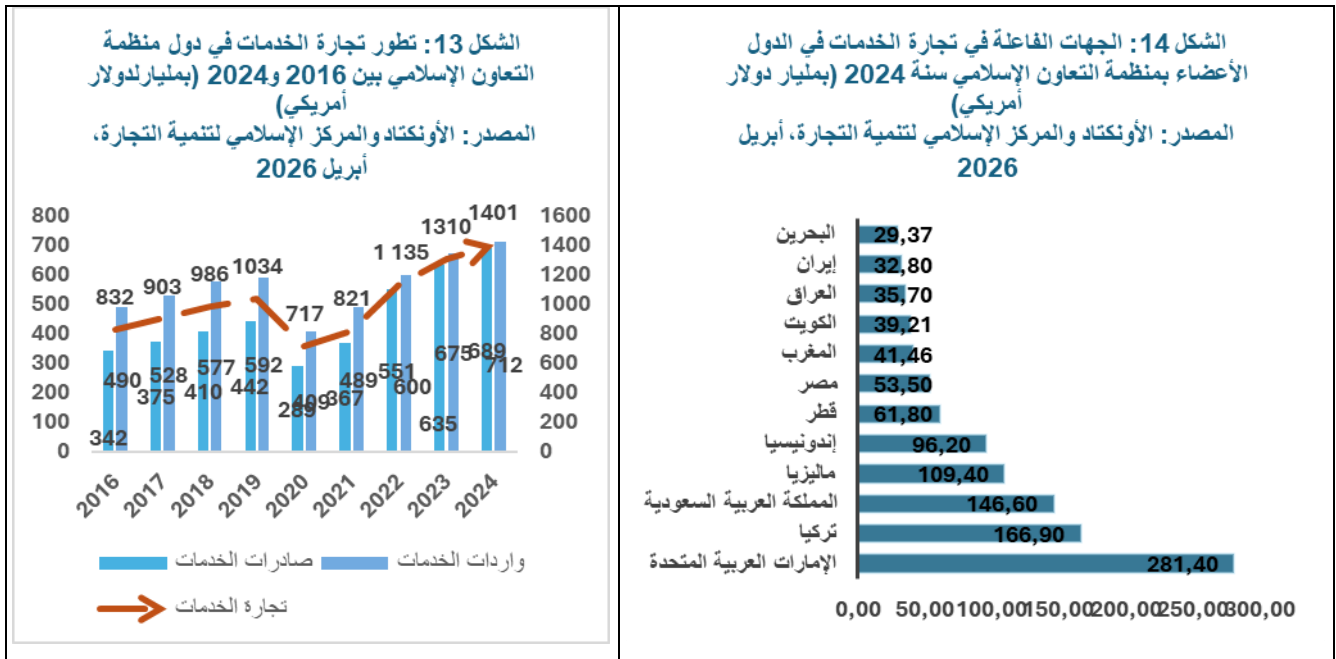 الشكل 13: تطور تجارة الخدمات في دول منظمة
التعاون الإسلامي بين 2016 و2024 (بمليارلدولار
أمريكي)
المصدر: الأونكتاد والمركز الإسلامي لتنمية التجارة،
أبريل 2026
800
700
600
500
400
300
200
100
0
1600
1400
1200
1000
800
600
400
200
0
832
903
986
1034
717
821
1 135
1310
1401
490
528
577
592
409
489
600
675
712
342
375
410
442
289
367
551
635
689
2016
2017
2018
2019
2020
2021
2022
2023
2024
صادرات الخدمات
واردات الخدمات
تجارة الخدمات
الشكل 14: الجهات الفاعلة في تجارة الخدمات في الدول
الأعضاء بمنظمة التعاون الإسلامي سنة 2024 (بمليار دولار
أمريكي)
المصدر: الأونكتاد والمركز الإسلامي لتنمية التجارة، أبريل
2026
البحرين 29,37
إيران 32,80
العراق 35,70
الكويت 39,21
المغرب 41,46
مصر 53,50
قطر 61,80
إندونيسيا 96,20
ماليزيا 109,40
المملكة العربية السعودية 146,60
تركيا 166,90
الإمارات العربية المتحدة 281,40
0,00 50,00 100,00 150,00 200,00 250,00 300,00